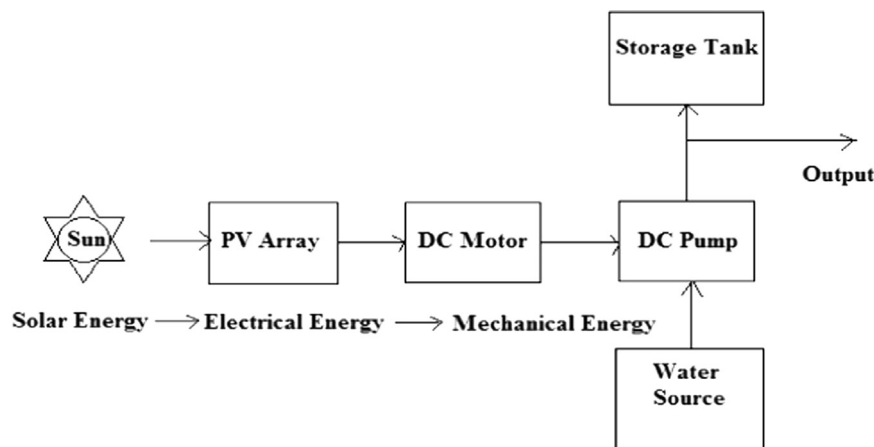 Storage Tank
Output
Sun
PV Array
DC Motor
DC Pump
Solar Energy
Electrical Energy
Mechanical Energy
Water
Source